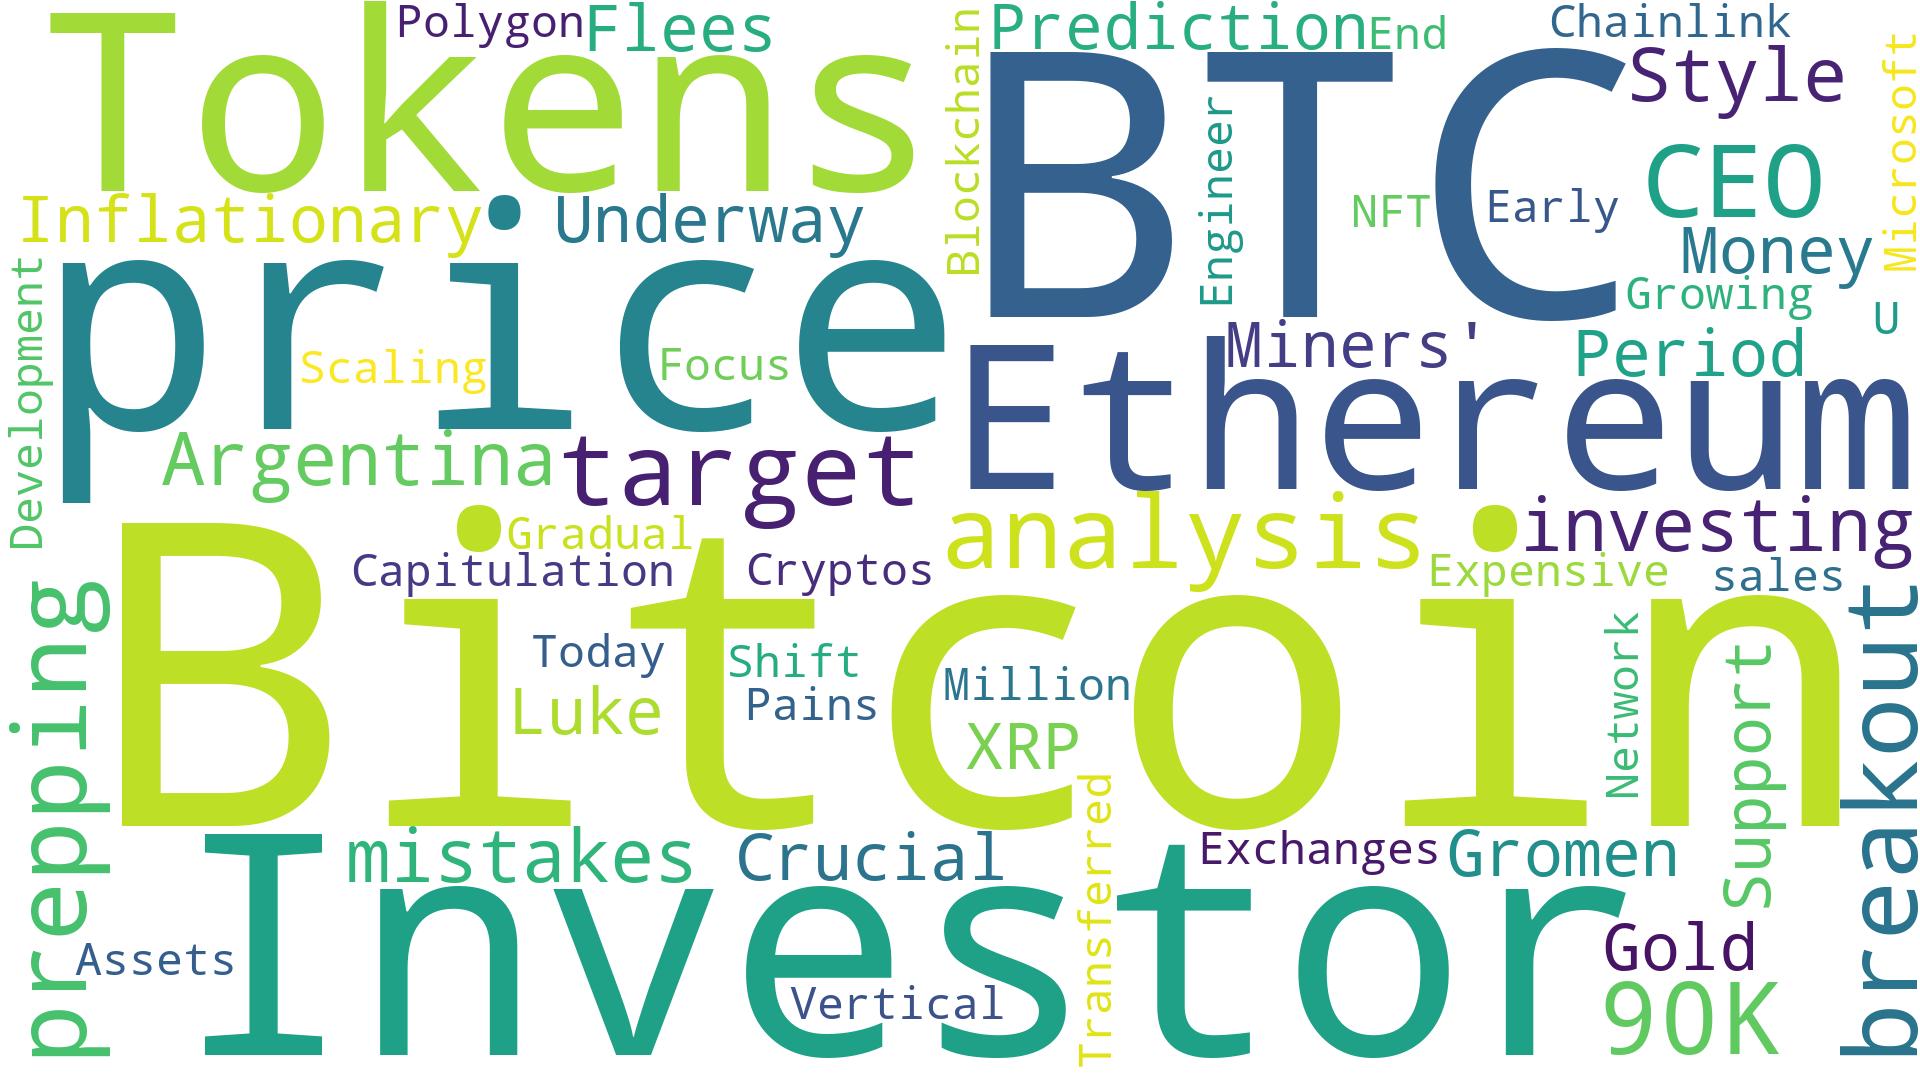 Polygon
Flees
Prediction
End
Chainlink
Tokens
BTC
Style
Microsoft
Blockchain
Engineer
CEO
NFT
Early
Inflationary
Underway
Money
Growing
U
price
Development
Scaling
Focus
Miners'
Period
Ethereum
Argentina
target
analysis
investing
Gradual
Capitulation
Cryptos
Expensive
sales
Bitcoin
prepping
Today
Shift
Million
Luke
Pains
XRP
Network
Support
breakout
Transferred
mistakes
Crucial
Exchanges
Gromen
Investor
Assets
Vertical
Gold
90K